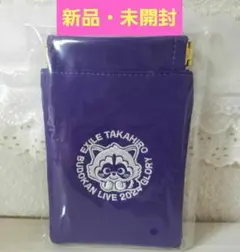 新品・未開封
EXILE TAKAHIRO
BUDOKAN LIVE 2024 GLORY